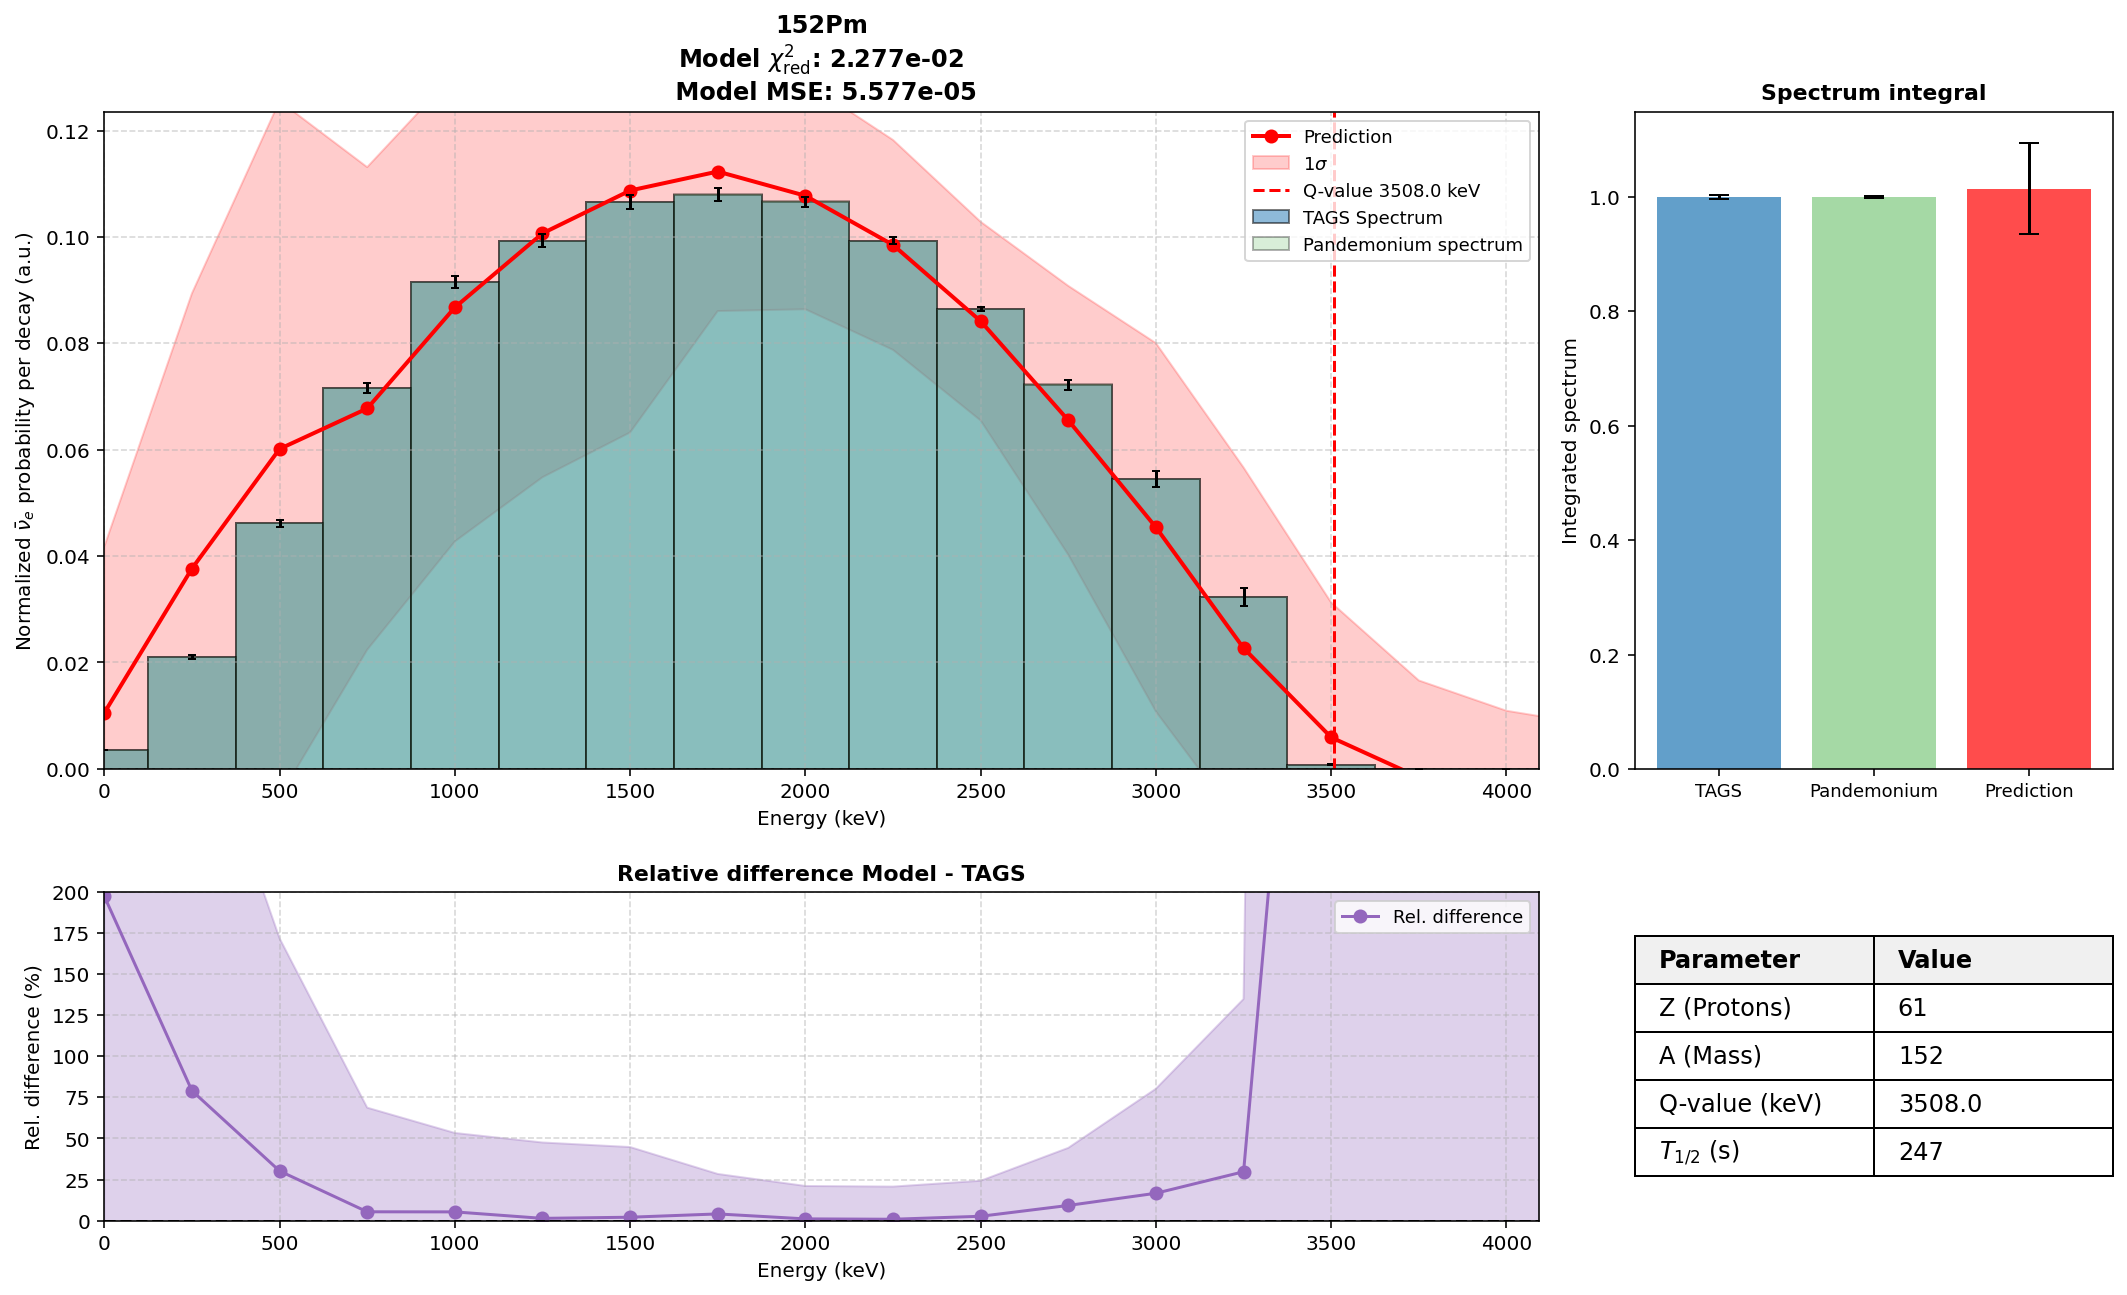 152Pm
Model χ²red: 2.277e-02
Model MSE: 5.577e-05
Normalized ν̄e probability per decay (a.u.)
0.12
0.10
0.08
0.06
0.04
0.02
0.00
0 500 1000 1500 2000 2500 3000 3500 4000
Energy (keV)
Prediction
1σ
Q-value 3508.0 keV
TAGS Spectrum
Pandemonium spectrum
Spectrum integral
Integrated spectrum
1.0
0.8
0.6
0.4
0.2
0.0
TAGS Pandemonium Prediction
Relative difference Model - TAGS
Rel. difference (%)
200
175
150
125
100
75
50
25
0
0 500 1000 1500 2000 2500 3000 3500 4000
Energy (keV)
Rel. difference
Parameter Value
Z (Protons) 61
A (Mass) 152
Q-value (keV) 3508.0
T1/2 (s) 247